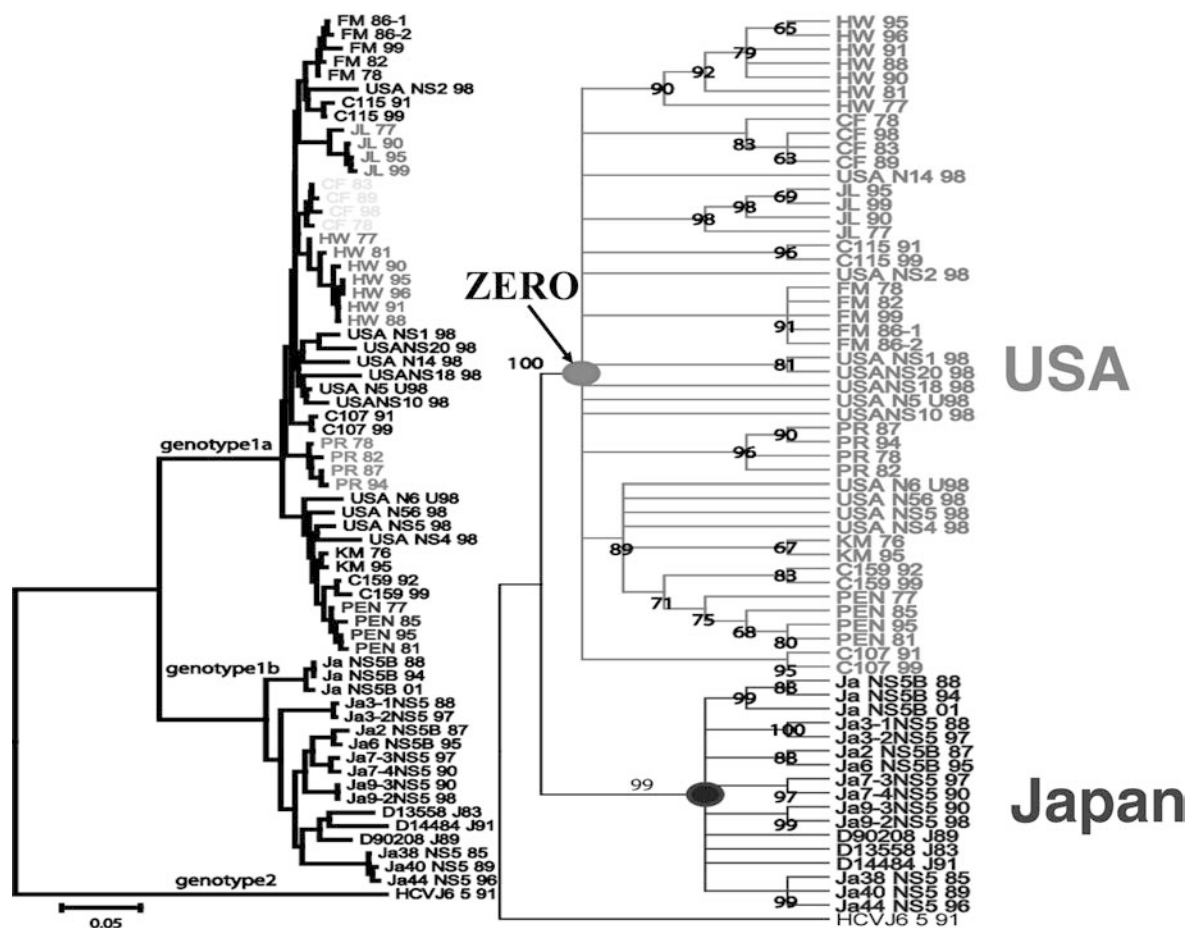 FM 86-1
FM 86-2
FM 99
FM 82
FM 78
USA NS2 98
C115 91
C115 99
JL 77
JL 90
JL 95
JL 99
CF 83
CF 89
CF 98
CF 78
HW 77
HW 81
HW 90
HW 95
HW 96
HW 91
HW 88
USA NS1 98
USANS20 98
USA N14 98
USANS18 98
USA N5 U98
USANS10 98
C107 91
C107 99
genotype1a
PR 78
PR 82
PR 87
PR 94
USA N6 U98
USA N56 98
USA NS5 98
USA NS4 98
KM 76
KM 95
C159 92
C159 99
PEN 77
PEN 85
PEN 95
PEN 81
genotype1b
Ja NS5B 88
Ja NS5B 94
Ja NS5B 01
Ja3-1NS5 88
Ja3-2NS5 97
Ja2 NS5B 87
Ja6 NS5B 95
Ja7-3NS5 97
Ja7-4NS5 90
Ja9-3NS5 90
Ja9-2NS5 98
D13558 J83
D14484 J91
D90208 J89
Ja38 NS5 85
Ja40 NS5 89
Ja44 NS5 96
genotype2
HCVJ6 5 91
0.05
HW 95
65
HW 96
HW 91
79
HW 88
92
HW 90
90
HW 81
HW 77
CF 78
CF 98
83
CF 83
63
CF 89
USA N14 98
JL 95
69
JL 99
98
98
JL 90
JL 77
C115 91
96
C115 99
USA NS2 98
ZERO
FM 78
FM 82
FM 99
91
FM 86-1
FM 86-2
100
USA NS1 98
81
USANS20 98
USA
USANS18 98
USA N5 U98
USANS10 98
PR 87
90
PR 94
96
PR 78
PR 82
USA N6 U98
USA N56 98
USA NS5 98
USA NS4 98
89
KM 76
67
KM 95
C159 92
83
C159 99
71
PEN 77
75
PEN 85
68
PEN 95
80
PEN 81
C107 91
95
C107 99
Ja NS5B 88
88
Ja NS5B 94
99
Ja NS5B 01
Ja3-1NS5 88
100
Ja3-2NS5 97
Ja2 NS5B 87
88
Ja6 NS5B 95
99
Ja7-3NS5 97
97
Ja7-4NS5 90
Japan
Ja9-3NS5 90
99
Ja9-2NS5 98
D90208 J89
D13558 J83
D14484 J91
Ja38 NS5 85
Ja40 NS5 89
99
Ja44 NS5 96
HCVJ6 5 91